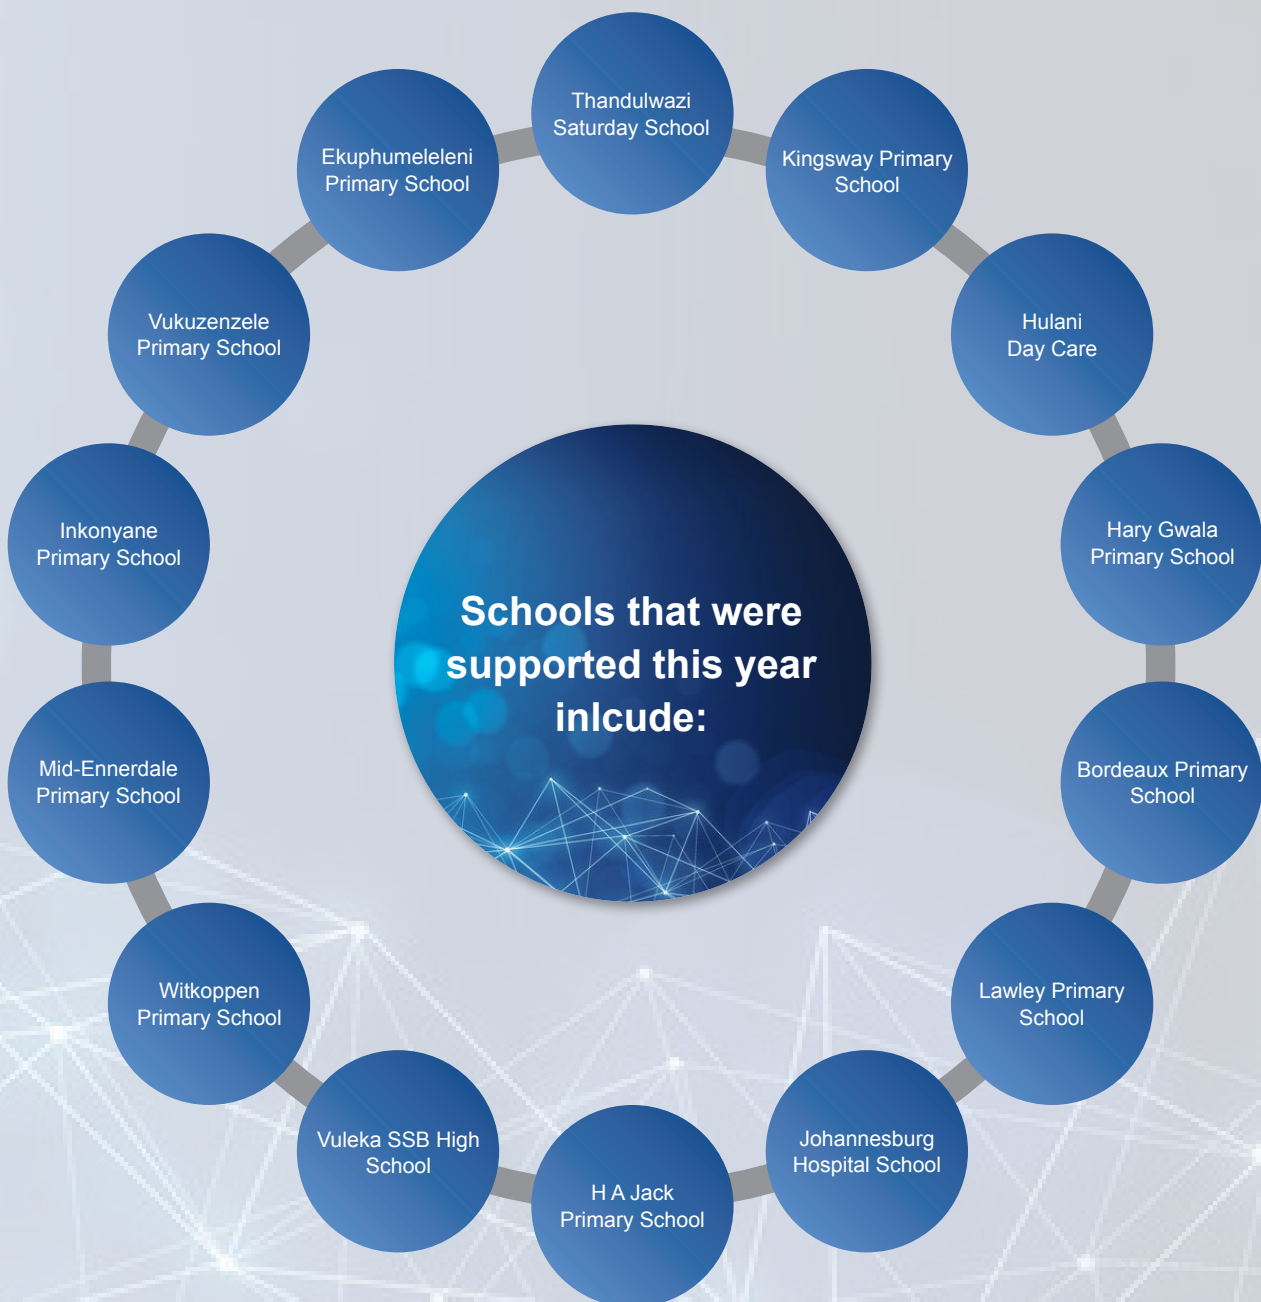 Thandulwazi
Saturday School
Kingsway Primary
School
Hulani
Day Care
Hary Gwala
Primary School
Bordeaux Primary
School
Lawley Primary
School
Johannesburg
Hospital School
H A Jack
Primary School
Vuleka SSB High
School
Witkoppen
Primary School
Mid-Ennerdale
Primary School
Inkonyane
Primary School
Vukuzenzele
Primary School
Ekuphumeleleni
Primary School
Schools that were
supported this year
inlcude: